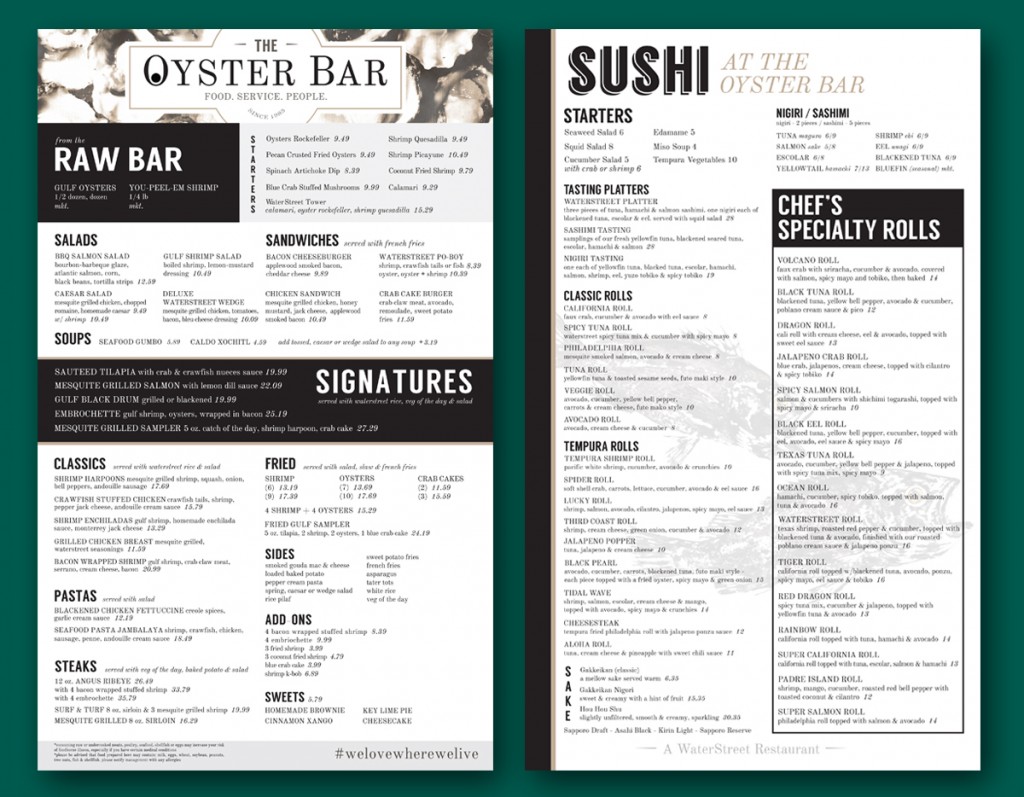 THE
OYSTER BAR
FOOD. SERVICE. PEOPLE.
SINCE 1983
from the
RAW BAR
GULF OYSTERS
1/2 dozen, dozen
mkt.
YOU-PEEL-EM SHRIMP
1/4 lb
mkt.
STARTERS
Oysters Rockefeller 9.49
Pecan Crusted Fried Oysters 9.49
Spinach Artichoke Dip 8.39
Blue Crab Stuffed Mushrooms 9.99
Shrimp Quesadilla 9.49
Shrimp Picayune 10.49
Coconut Fried Shrimp 9.79
Calamari 9.29
WaterStreet Tower
calamari, oyster rockefeller, shrimp quesadilla 15.29
SALADS
BBQ SALMON SALAD
bourbon-barbeque glaze,
atlantic salmon, corn,
black beans, tortilla strips 12.59
GULF SHRIMP SALAD
boiled shrimp, lemon-mustard
dressing 10.49
CAESAR SALAD
mesquite grilled chicken, chopped
romaine, homemade caesar 9.49
w/ shrimp 10.49
DELUXE
WATERSTREET WEDGE
mesquite grilled chicken, tomatoes,
bacon, bleu cheese dressing 10.09
SANDWICHES served with french fries
BACON CHEESEBURGER
applewood smoked bacon,
cheddar cheese 9.89
WATERSTREET PO-BOY
shrimp, crawfish tails or fish 8.39
oyster, oyster + shrimp 10.39
CHICKEN SANDWICH
mesquite grilled chicken, honey
mustard, jack cheese, applewood
smoked bacon 10.49
CRAB CAKE BURGER
crab claw meat, avocado,
remoulade, sweet potato
fries 11.59
SOUPS SEAFOOD GUMBO 5.89 CALDO XOCHITL 4.59 add tossed, caesar or wedge salad to any soup +3.19
SAUTEED TILAPIA with crab & crawfish nueces sauce 19.99
MESQUITE GRILLED SALMON with lemon dill sauce 22.09
GULF BLACK DRUM grilled or blackened 19.99
EMBROCHETTE gulf shrimp, oysters, wrapped in bacon 25.19
MESQUITE GRILLED SAMPLER 5 oz. catch of the day, shrimp harpoon, crab cake 27.29
SIGNATURES
served with waterstreet rice, veg of the day & salad
CLASSICS served with waterstreet rice & salad
SHRIMP HARPOONS mesquite grilled shrimp, squash, onion,
bell peppers, andouille sausage 17.69
CRAWFISH STUFFED CHICKEN crawfish tails, shrimp,
pepper jack cheese, andouille cream sauce 15.79
SHRIMP ENCHILADAS gulf shrimp, homemade enchilada
sauce, monterrey jack cheese 13.29
GRILLED CHICKEN BREAST mesquite grilled,
waterstreet seasonings 11.59
BACON WRAPPED SHRIMP gulf shrimp, crab claw meat,
serrano, cream cheese, bacon 20.99
PASTAS served with salad
BLACKENED CHICKEN FETTUCCINE creole spices,
garlic cream sauce 12.19
SEAFOOD PASTA JAMBALAYA shrimp, crawfish, chicken,
sausage, penne, andouille cream sauce 18.49
STEAKS served with veg of the day, baked potato & salad
12 oz. ANGUS RIBEYE 26.49
with 4 bacon wrapped stuffed shrimp 33.79
with 4 embrochette 35.79
SURF & TURF 8 oz. sirloin & 3 mesquite grilled shrimp 19.99
MESQUITE GRILLED 8 oz. SIRLOIN 16.29
FRIED served with salad, slaw & french fries
SHRIMP
(6) 13.19
(9) 17.39
OYSTERS
(7) 13.69
(10) 17.69
CRAB CAKES
(2) 11.59
(3) 15.59
4 SHRIMP + 4 OYSTERS 15.29
FRIED GULF SAMPLER
5 oz. tilapia, 2 shrimp, 2 oysters, 1 blue crab cake 24.19
SIDES
smoked gouda mac & cheese
loaded baked potato
pepper cream pasta
spring, caesar or wedge salad
rice pilaf
sweet potato fries
french fries
asparagus
tater tots
white rice
veg of the day
ADD-ONS
4 bacon wrapped stuffed shrimp 8.39
4 embrochette 9.99
3 fried shrimp 3.99
3 coconut fried shrimp 4.79
blue crab cake 3.99
shrimp k-bob 6.89
SWEETS 5.79
HOMEMADE BROWNIE
CINNAMON XANGO
KEY LIME PIE
CHEESECAKE
#welovewherewelive
SUSHI AT THE
OYSTER BAR
STARTERS
Seaweed Salad 6
Squid Salad 8
Cucumber Salad 5
with crab or shrimp 6
Edamame 5
Miso Soup 4
Tempura Vegetables 10
NIGIRI / SASHIMI
nigiri - 2 pieces / sashimi - 5 pieces
TUNA maguro 6/9
SALMON sake 5/8
ESCOLAR 6/8
YELLOWTAIL hamachi 7/13
SHRIMP ebi 6/9
EEL unagi 6/9
BLACKENED TUNA 6/9
BLUEFIN (seasonal) mkt.
TASTING PLATTERS
WATERSTREET PLATTER
three pieces of tuna, hamachi & salmon sashimi, one nigiri each of
blackened tuna, escolar & eel, served with squid salad 28
SASHIMI TASTING
samplings of our fresh yellowfin tuna, blackened seared tuna,
escolar, hamachi & salmon 28
NIGIRI TASTING
one each of yellowfin tuna, blacked tuna, escolar, hamachi,
salmon, shrimp, eel, yuzu tobiko & spicy tobiko 19
CLASSIC ROLLS
CALIFORNIA ROLL
faux crab, cucumber & avocado with eel sauce 8
SPICY TUNA ROLL
waterstreet spicy tuna mix & cucumber with spicy mayo 8
PHILADELPHIA ROLL
mesquite smoked salmon, avocado & cream cheese 8
TUNA ROLL
yellowfin tuna & toasted sesame seeds, futo maki style 10
VEGGIE ROLL
avocado, cucumber, yellow bell pepper,
carrots & cream cheese, futo maki style 10
AVOCADO ROLL
avocado, cream cheese & cucumber 8
TEMPURA ROLLS
TEMPURA SHRIMP ROLL
pacific white shrimp, cucumber, avocado & crunchies 10
SPIDER ROLL
soft shell crab, carrots, lettuce, cucumber, avocado & eel sauce 16
LUCKY ROLL
shrimp, salmon, avocado, cilantro, jalapenos, spicy mayo, eel sauce 13
THIRD COAST ROLL
shrimp, cream cheese, green onion, cucumber & avocado 12
JALAPENO POPPER
tuna, jalapeno & cream cheese 10
BLACK PEARL
avocado, cucumber, carrots, blackened tuna, futo maki style -
each piece topped with a fried oyster, spicy mayo & green onion 13
TIDAL WAVE
shrimp, salmon, escolar, cream cheese & mango,
topped with avocado, spicy mayo & crunchies 14
CHEESESTEAK
tempura fried philadelphia roll with jalapeno ponzu sauce 12
ALOHA ROLL
tuna, cream cheese & pineapple with sweet chili sauce 11
SAKE
Gekkeikan (classic)
a mellow sake served warm 6.35
Gekkeikan Nigori
sweet & creamy with a hint of fruit 15.35
Hou Hou Shu
slightly unfiltered, smooth & creamy, sparkling 20.35
Sapporo Draft - Asahi Black - Kirin Light - Sapporo Reserve
CHEF'S
SPECIALTY ROLLS
VOLCANO ROLL
faux crab with sriracha, cucumber & avocado, covered
with salmon, spicy mayo and tobiko, then baked 14
BLACK TUNA ROLL
blackened tuna, yellow bell pepper, avocado & cucumber,
ponzu sauce & pico 12
DRAGON ROLL
cali roll with cream cheese, eel & avocado, topped with
sweet eel sauce 13
JALAPENO CRAB ROLL
blue crab, jalapenos, cream cheese, topped with cilantro
& spicy tobiko 14
SPICY SALMON ROLL
salmon & cucumbers with shichimi togarashi, topped with
spicy mayo & sriracha 10
BLACK EEL ROLL
blackened tuna, yellow bell pepper, cucumber, topped with
eel, avocado, eel sauce & spicy mayo 16
TEXAS TUNA ROLL
avocado, cucumber, yellow bell pepper & jalapeno, topped
with spicy tuna mix, spicy mayo 9
OCEAN ROLL
hamachi, cucumber, spicy tobiko, topped with salmon,
tuna & avocado 16
WATERSTREET ROLL
texas shrimp, roasted red pepper & cucumber, topped with
blackened tuna & avocado, finished with our roasted
poblano cream sauce & jalapeno ponzu 16
TIGER ROLL
california roll topped w/blackened tuna, avocado, ponzu,
spicy mayo, eel sauce & tobiko 16
RED DRAGON ROLL
spicy tuna mix, cucumber & jalapeno, topped with
yellowfin tuna & avocado 13
RAINBOW ROLL
california roll topped with tuna, hamachi & avocado 14
SUPER CALIFORNIA ROLL
california roll topped with tuna, escolar, salmon & hamachi 13
PADRE ISLAND ROLL
shrimp, mango, cucumber, roasted red bell pepper with
toasted coconut & cilantro 12
SUPER SALMON ROLL
philadelphia roll topped with salmon & avocado 14
A WaterStreet Restaurant